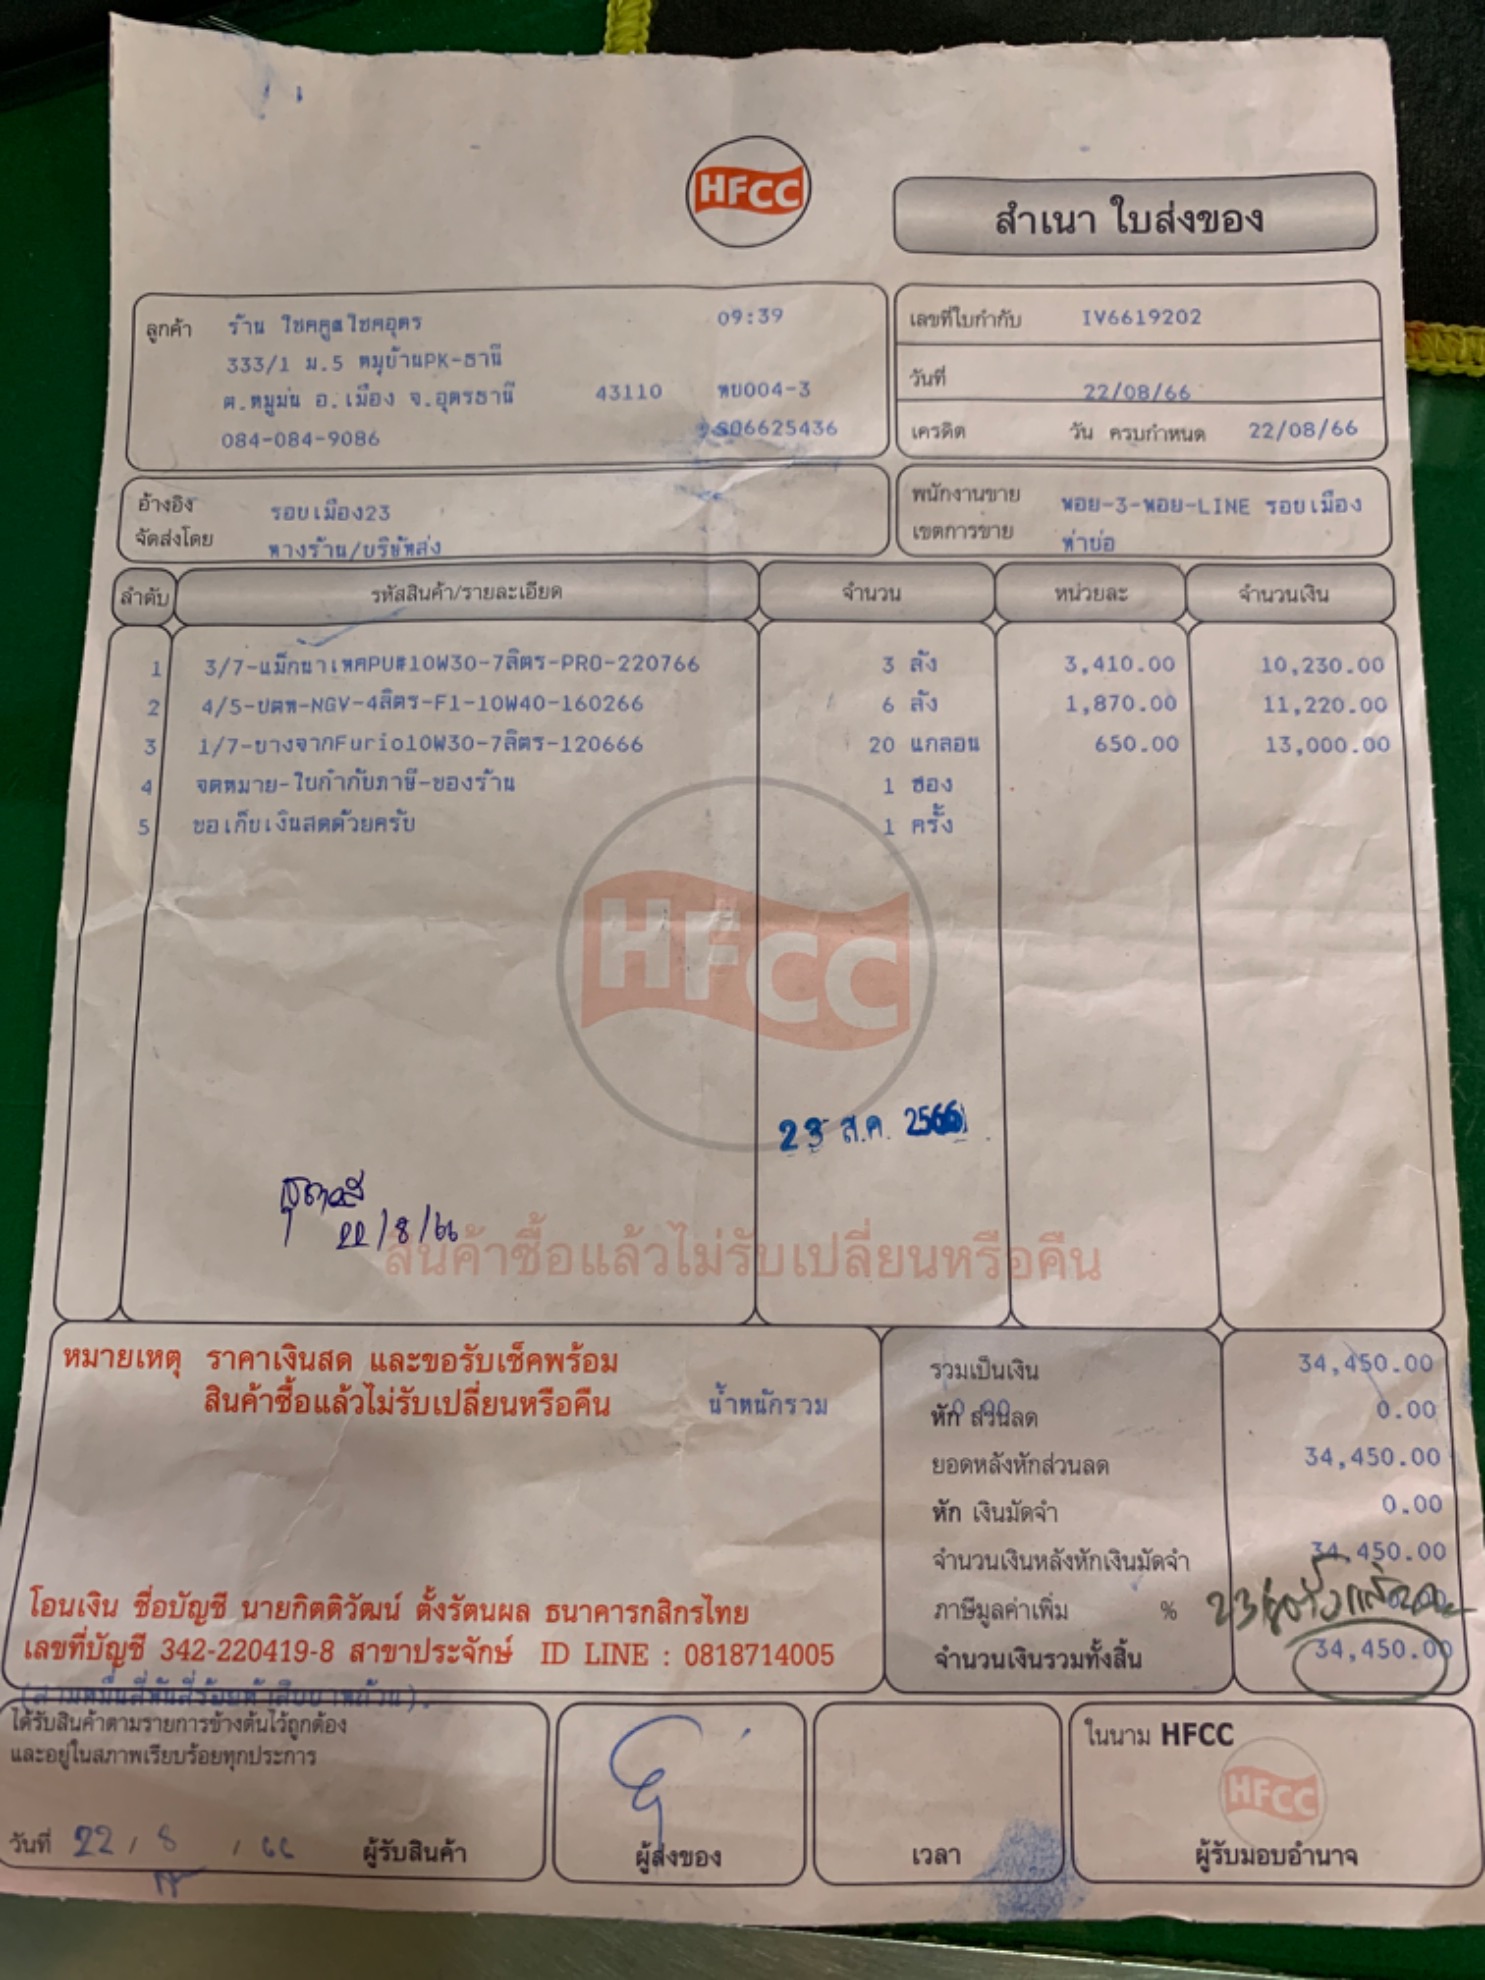 HFCC
สำเนา ใบส่งของ
ลูกค้า ร้าน โชคคูณโชคอุดร 09:39
333/1 ม.5 หมู่บ้านPK-ธานี
ต.หมูม่น อ.เมือง จ.อุดรธานี 43110 หย004-3
084-084-9086 SO6625436
เลขที่ใบกำกับ IV6619202
วันที่ 22/08/66
เครดิต วัน ครบกำหนด 22/08/66
อ้างอิง รอบเมือง23
จัดส่งโดย ทางร้าน/บริษัทส่ง
พนักงานขาย พอย-3-พอย-LINE รอบเมือง
เขตการขาย ท่าบ่อ
ลำดับ รหัสสินค้า/รายละเอียด จำนวน หน่วยละ จำนวนเงิน
1 3/7-แม็กนาเทคPU#10W30-7ลิตร-PRO-220766 3 ลัง 3,410.00 10,230.00
2 4/5-ปตท-NGV-4ลิตร-F1-10W40-160266 6 ลัง 1,870.00 11,220.00
3 1/7-บางจากFurio10W30-7ลิตร-120666 20 แกลอน 650.00 13,000.00
4 จดหมาย-ใบกำกับภาษี-ของร้าน 1 ซอง
5 ขอเก็บเงินสดด้วยครับ 1 ครั้ง
HFCC
23 ส.ค. 2566
22/8/66
สินค้าซื้อแล้วไม่รับเปลี่ยนหรือคืน
หมายเหตุ ราคาเงินสด และขอรับเช็คพร้อม
สินค้าซื้อแล้วไม่รับเปลี่ยนหรือคืน น้ำหนักรวม
รวมเป็นเงิน 34,450.00
หัก ส่วนลด 0.00 0.00
ยอดหลังหักส่วนลด 34,450.00
หัก เงินมัดจำ 0.00
จำนวนเงินหลังหักเงินมัดจำ 34,450.00
ภาษีมูลค่าเพิ่ม %
จำนวนเงินรวมทั้งสิ้น 34,450.00
โอนเงิน ชื่อบัญชี นายกิตติวัฒน์ ตั้งรัตนผล ธนาคารกสิกรไทย
เลขที่บัญชี 342-220419-8 สาขาประจักษ์ ID LINE : 0818714005
(สามหมื่นสี่พันสี่ร้อยห้าสิบบาทถ้วน)
ได้รับสินค้าตามรายการข้างต้นไว้ถูกต้อง
และอยู่ในสภาพเรียบร้อยทุกประการ
วันที่ 22 / 8 / 66 ผู้รับสินค้า
ผู้ส่งของ
เวลา
ในนาม HFCC
HFCC
ผู้รับมอบอำนาจ